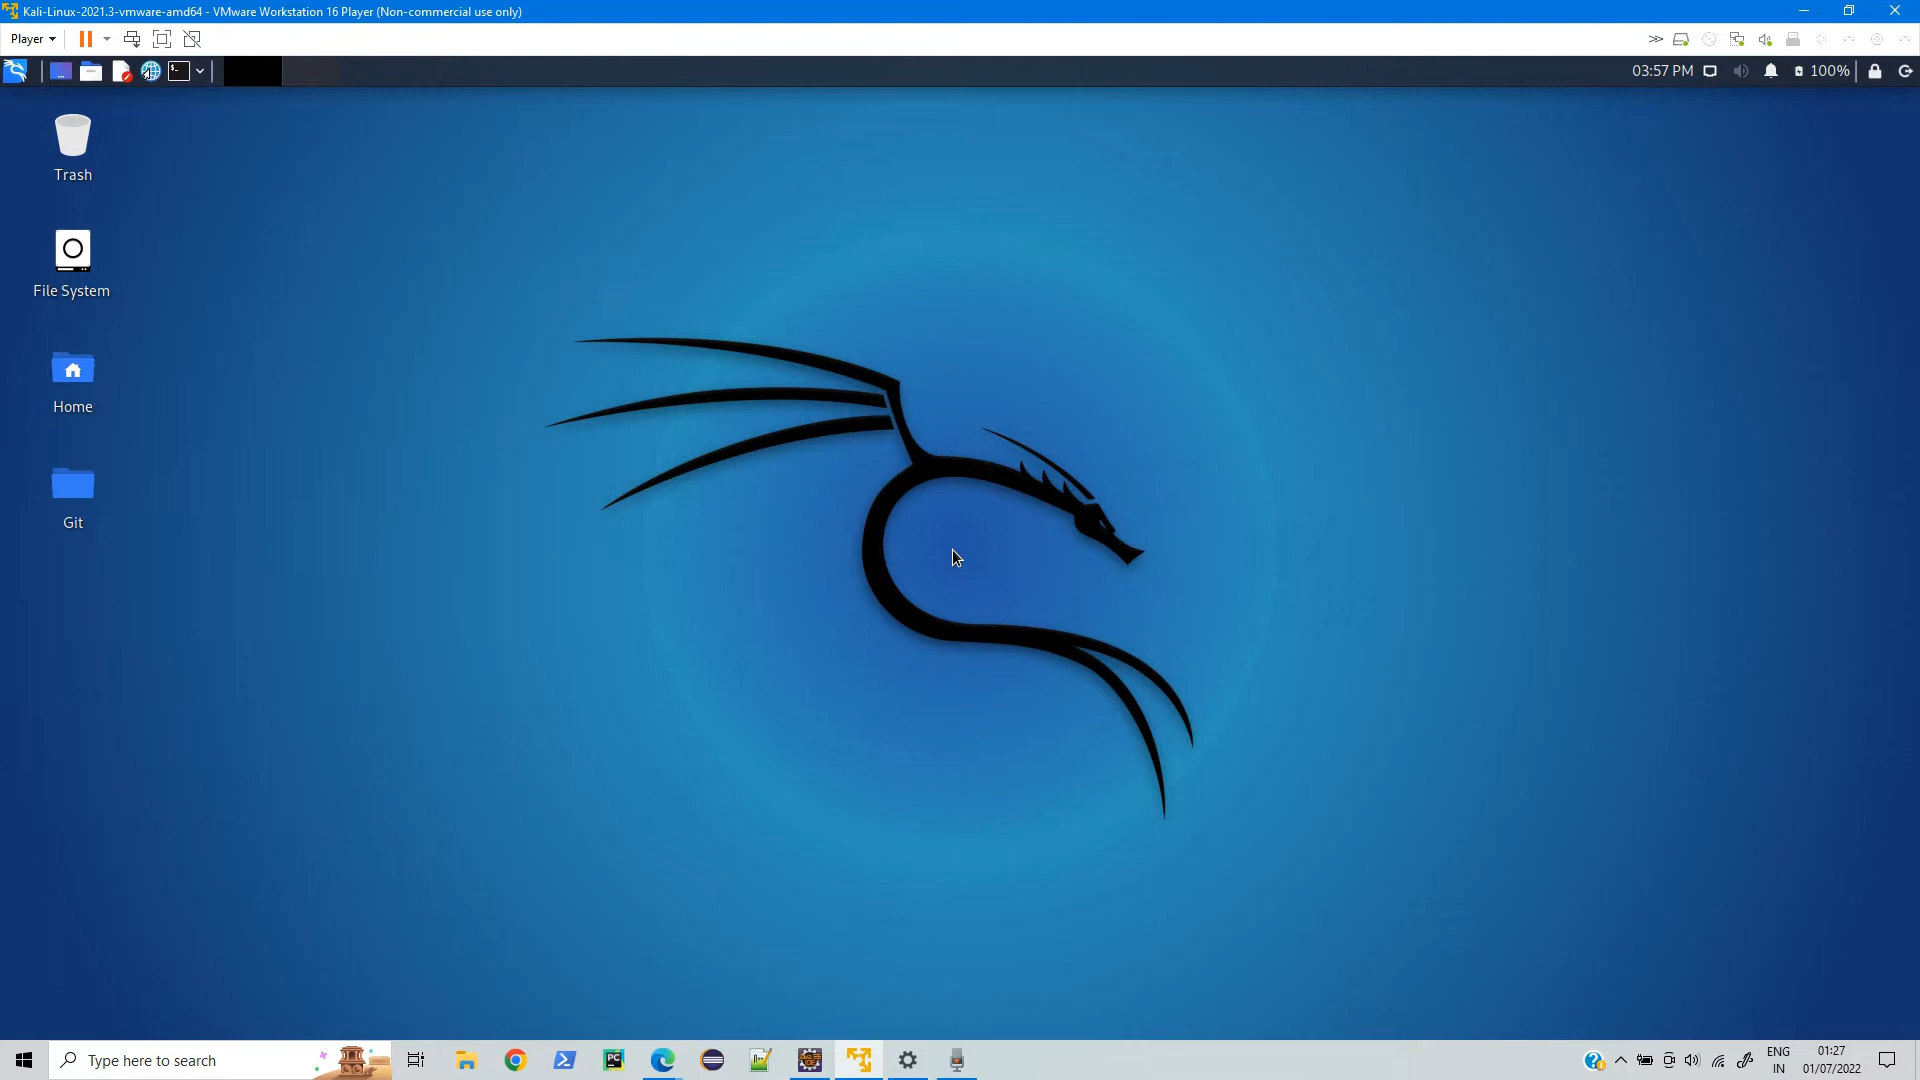 Kali-Linux-2021.3-vmware-amd64 - VMware Workstation 16 Player (Non-commercial use only)
Player
03:57 PM
100%
Trash
File System
Home
Git
Type here to search
PC
ENG
IN
01:27
01/07/2022